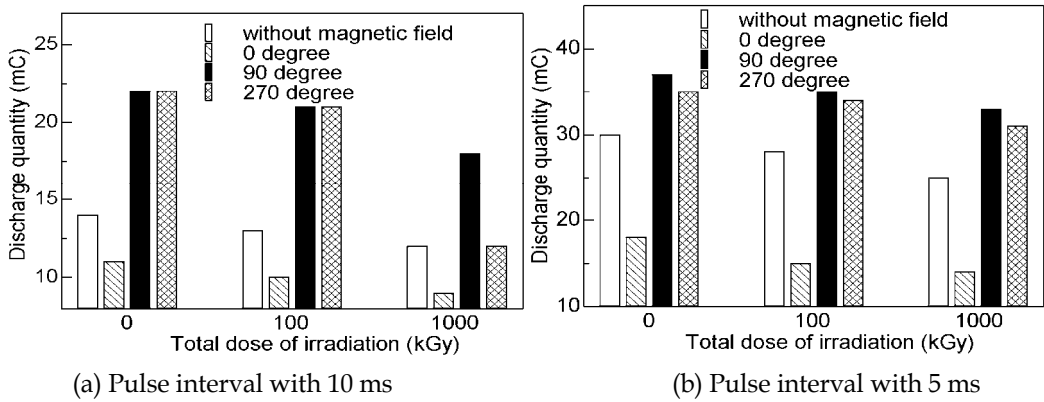 Discharge quantity (mC)
25
20
15
10
without magnetic field
0 degree
90 degree
270 degree
0 100 1000
Total dose of irradiation (kGy)
(a) Pulse interval with 10 ms
Discharge quantity (mC)
40
30
20
10
without magnetic field
0 degree
90 degree
270 degree
0 100 1000
Total dose of irradiation (kGy)
(b) Pulse interval with 5 ms